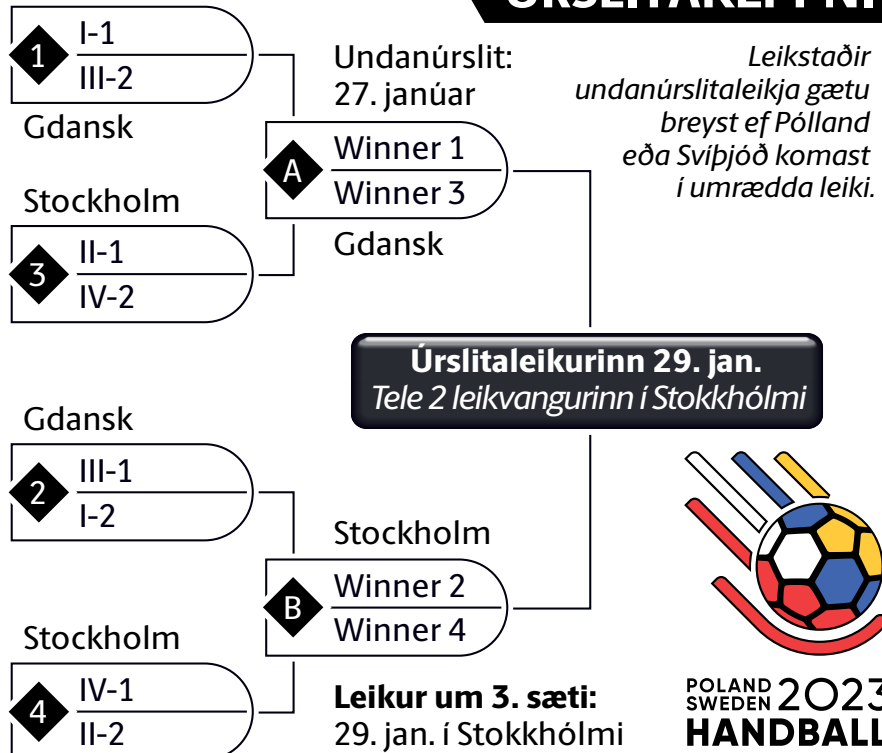 1
I-1
III-2
Gdansk
Stockholm
3
II-1
IV-2
Undanúrslit:
27. janúar
A
Winner 1
Winner 3
Gdansk
Leikstaðir
undanúrslitaleikja gætu
breyst ef Pólland
eða Svíþjóð komast
í umrædda leiki.
Úrslitaleikurinn 29. jan.
Tele 2 leikvangurinn í Stokkhólmi
Gdansk
2
III-1
I-2
Stockholm
B
Winner 2
Winner 4
Stockholm
4
IV-1
II-2
Leikur um 3. sæti:
29. jan. í Stokkhólmi
POLAND
SWEDEN 2023
HANDBALL